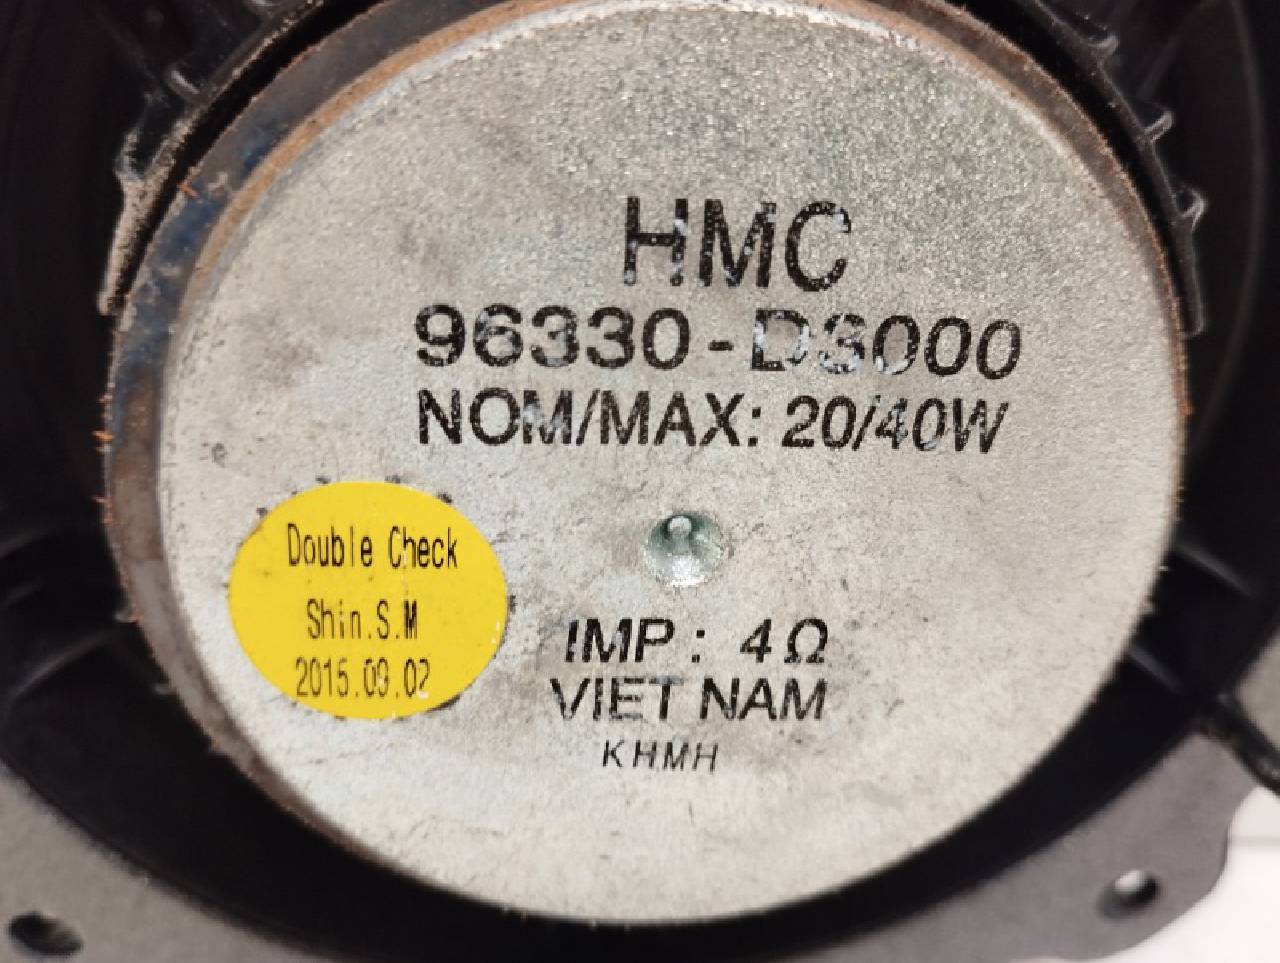 HMC
96330-D3000
NOM/MAX: 20/40W
Double Check
Shin.S.M
2015.09.02
IMP: 4Ω
VIET NAM
KHMH